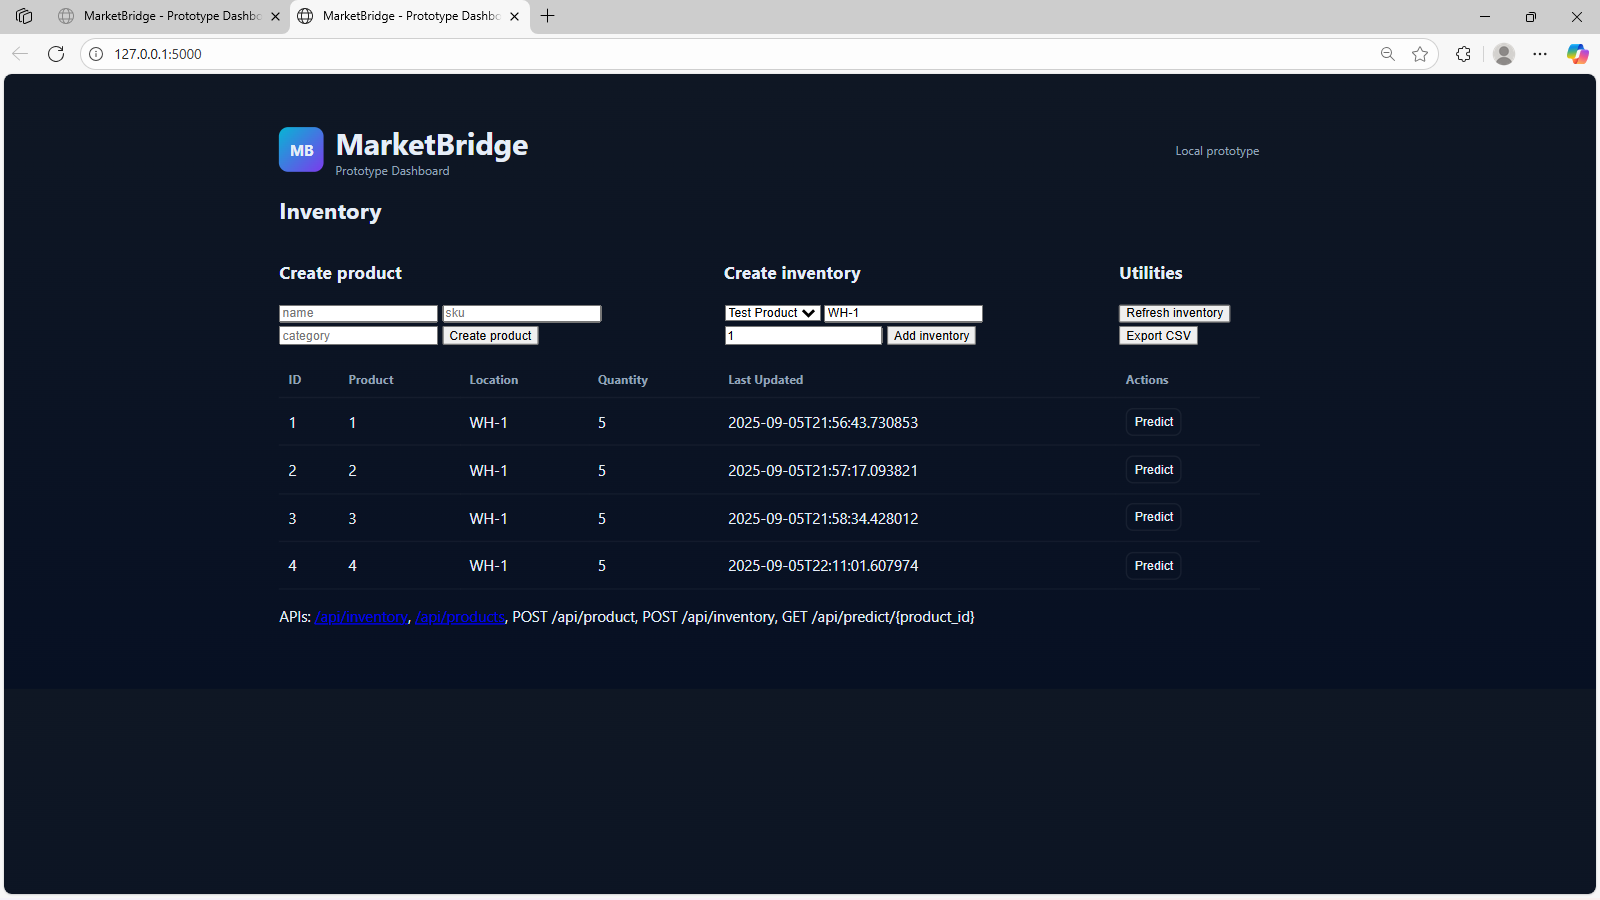 MarketBridge - Prototype Dashbo
MarketBridge - Prototype Dashbo
127.0.0.1:5000
MB
MarketBridge
Prototype Dashboard
Local prototype
Inventory
Create product
Create inventory
Utilities
name
sku
Test Product
WH-1
Refresh inventory
category
Create product
1
Add inventory
Export CSV
ID Product Location Quantity Last Updated Actions
1 1 WH-1 5 2025-09-05T21:56:43.730853 Predict
2 2 WH-1 5 2025-09-05T21:57:17.093821 Predict
3 3 WH-1 5 2025-09-05T21:58:34.428012 Predict
4 4 WH-1 5 2025-09-05T22:11:01.607974 Predict
APIs: /api/inventory, /api/products, POST /api/product, POST /api/inventory, GET /api/predict/{product_id}